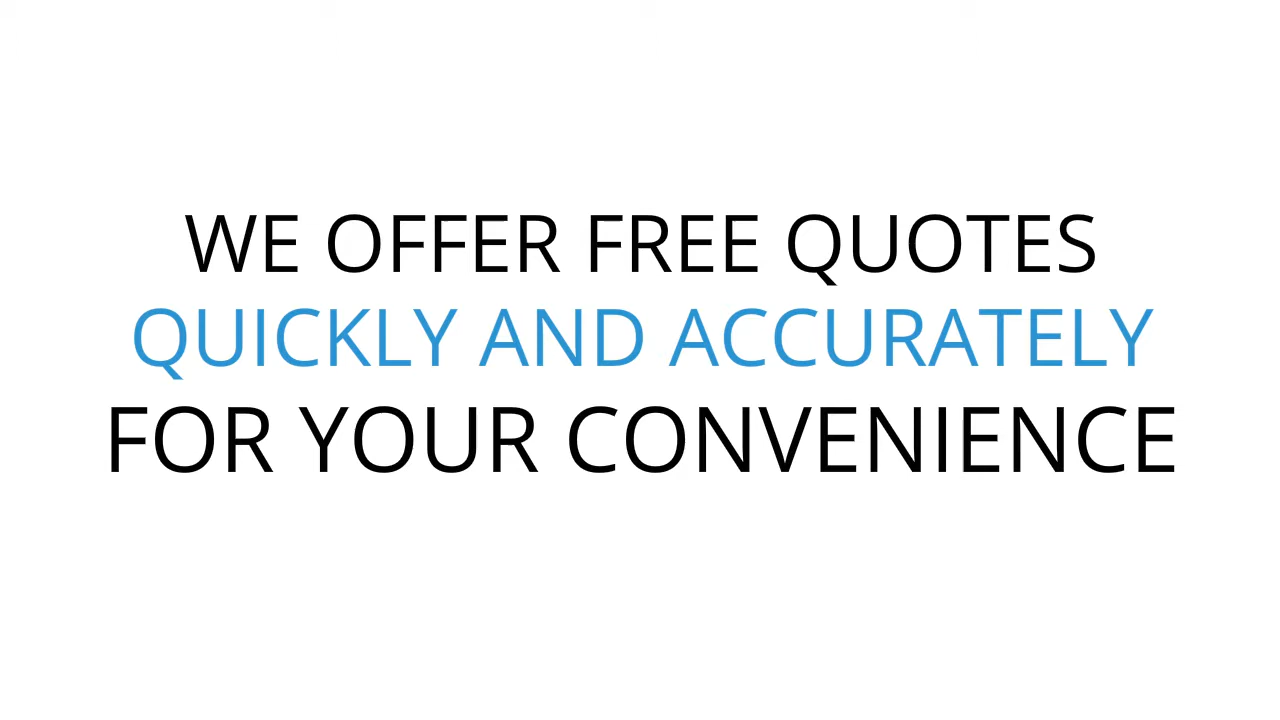 WE OFFER FREE QUOTES
QUICKLY AND ACCURATELY
FOR YOUR CONVENIENCE